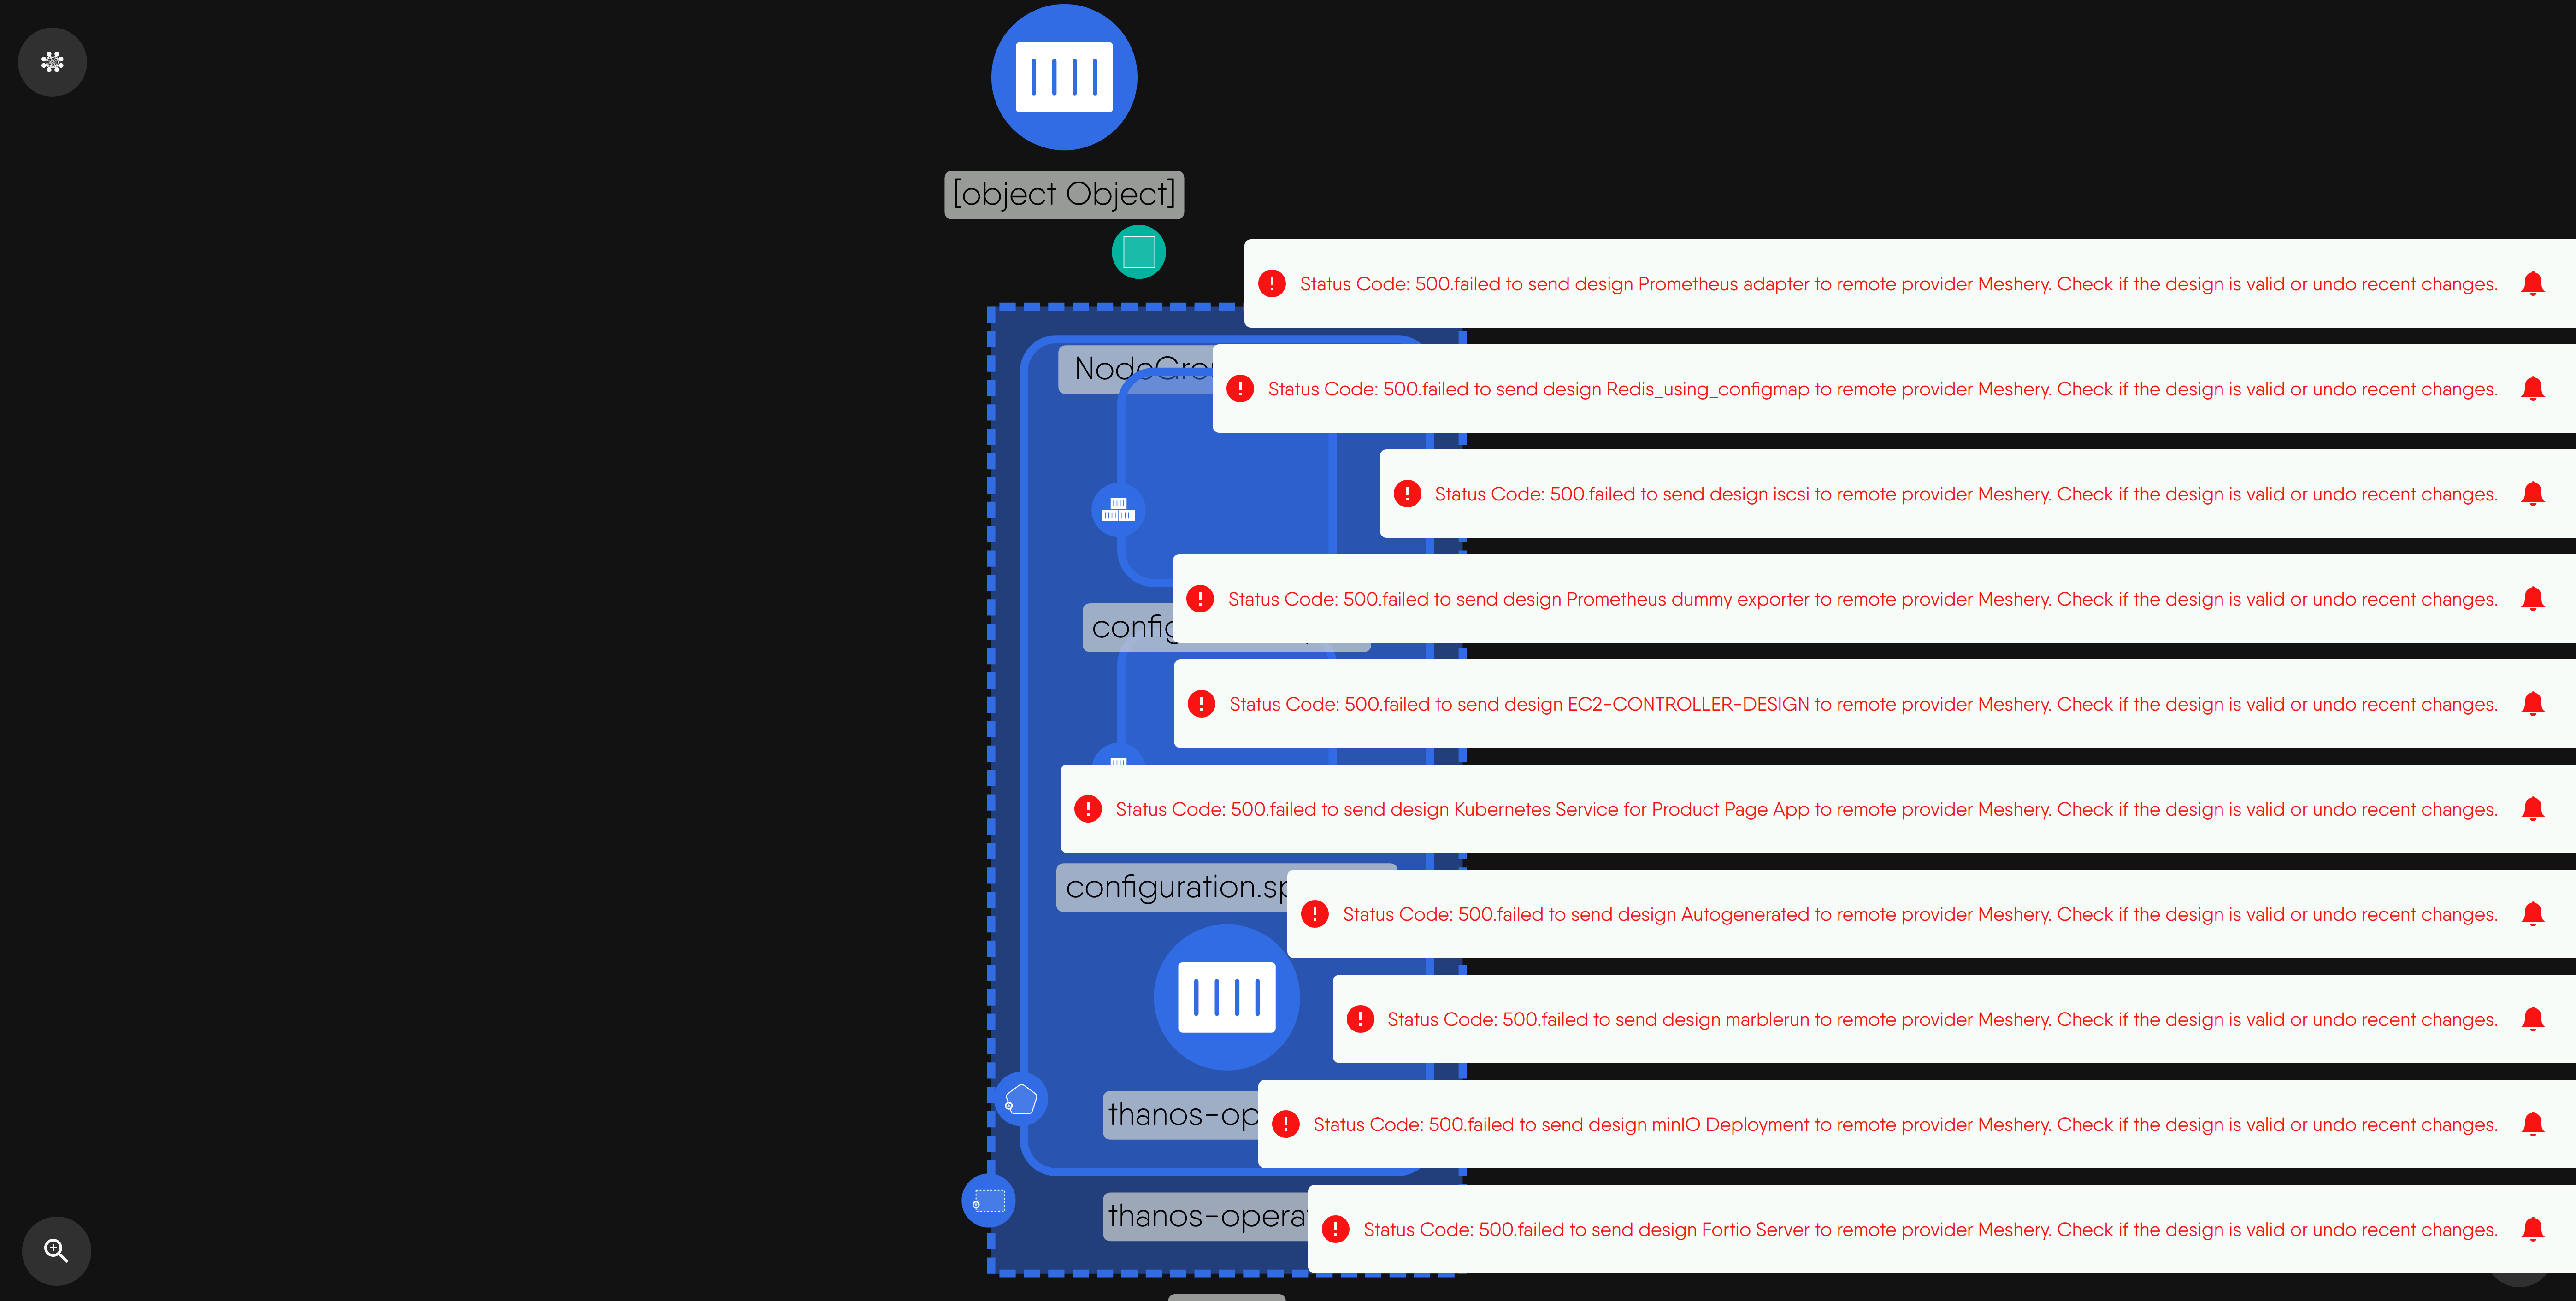 [object Object]
Status Code: 500.failed to send design Prometheus adapter to remote provider Meshery. Check if the design is valid or undo recent changes.
Status Code: 500.failed to send design Redis_using_configmap to remote provider Meshery. Check if the design is valid or undo recent changes.
Status Code: 500.failed to send design iscsi to remote provider Meshery. Check if the design is valid or undo recent changes.
Status Code: 500.failed to send design Prometheus dummy exporter to remote provider Meshery. Check if the design is valid or undo recent changes.
Status Code: 500.failed to send design EC2-CONTROLLER-DESIGN to remote provider Meshery. Check if the design is valid or undo recent changes.
Status Code: 500.failed to send design Kubernetes Service for Product Page App to remote provider Meshery. Check if the design is valid or undo recent changes.
configuration.sp
Status Code: 500.failed to send design Autogenerated to remote provider Meshery. Check if the design is valid or undo recent changes.
Status Code: 500.failed to send design marblerun to remote provider Meshery. Check if the design is valid or undo recent changes.
thanos-op
Status Code: 500.failed to send design minIO Deployment to remote provider Meshery. Check if the design is valid or undo recent changes.
thanos-opera
Status Code: 500.failed to send design Fortio Server to remote provider Meshery. Check if the design is valid or undo recent changes.